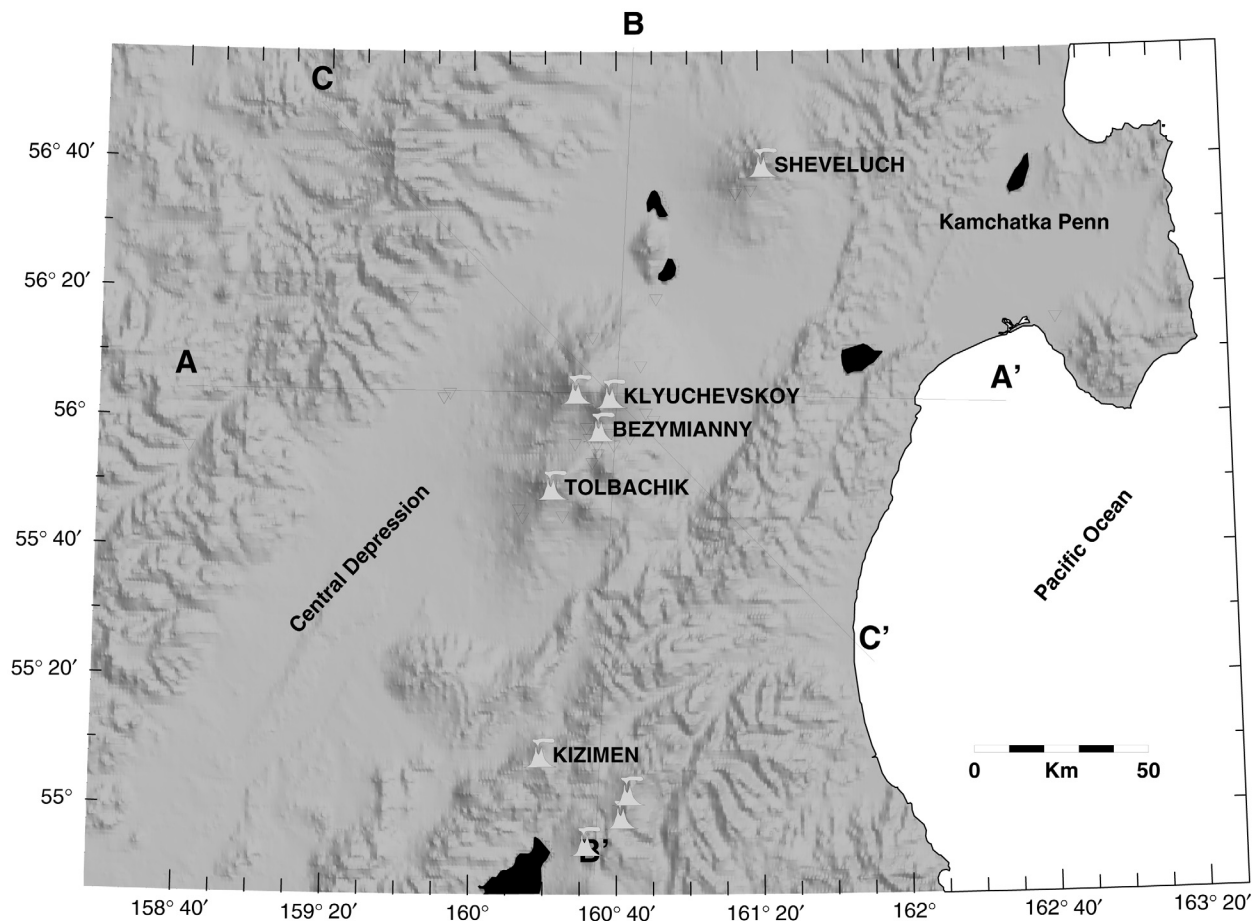 B
C
56° 40′
SHEVELUCH
Kamchatka Penn
56° 20′
A
A’
56°
KLYUCHEVSKOY
BEZYMIANNY
TOLBACHIK
Central Depression
Pacific Ocean
55° 40′
C’
55° 20′
KIZIMEN
0 Km 50
55°
B’
158° 40′ 159° 20′ 160° 160° 40′ 161° 20′ 162° 162° 40′ 163° 20′